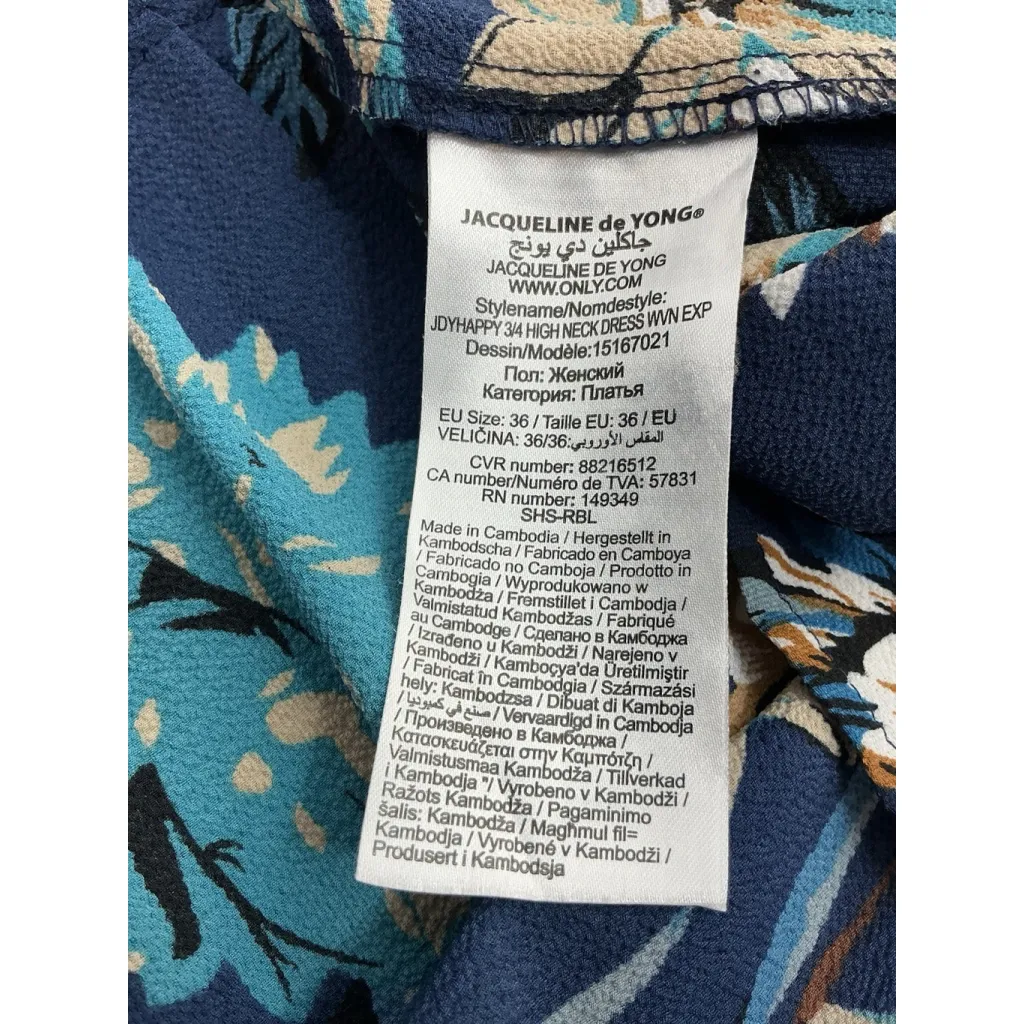 JACQUELINE de YONG®
جاكلين دي يونج
JACQUELINE DE YONG
WWW.ONLY.COM
Stylename/Nomdestyle:
JDYHAPPY 3/4 HIGH NECK DRESS WVN EXP
Dessin/Modèle:15167021
Пол: Женский
Категория: Платья
EU Size: 36 / Taille EU: 36 / EU
VELIČINA: 36/36:المقاس الأوروبي
CVR number: 88216512
CA number/Numéro de TVA: 57831
RN number: 149349
SHS-RBL
Made in Cambodia / Hergestellt in
Kambodscha / Fabricado en Camboya
/ Fabricado no Camboja / Prodotto in
Cambogia / Wyprodukowano w
Kambodża / Fremstillet i Cambodja /
Valmistatud Kambodžas / Fabriqué
au Cambodge / Сделано в Камбоджа
/ Izrađeno u Kambodži / Narejeno v
Kambodži / Kamboçya'da Üretilmiştir
/ Fabricat în Cambodgia / Származási
hely: Kambodzsa / Dibuat di Kamboja
/ صنع في كمبوديا / Vervaardigd in Cambodja
/ Произведено в Камбоджа /
Κατασκευάζεται στην Καμπότζη /
Valmistusmaa Kambodža / Tillverkad
i Kambodja "/ Vyrobeno v Kambodži /
Ražots Kambodža / Pagaminimo
šalis: Kambodža / Magħmul fil=
Kambodja / Vyrobené v Kambodži /
Produsert i Kambodsja